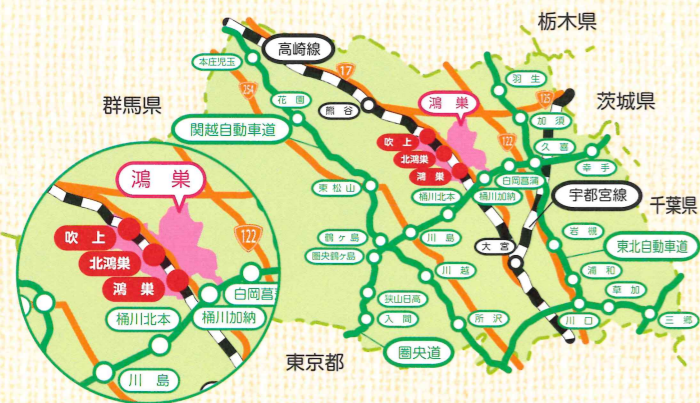 栃木県
高崎線
本庄児玉
17
254
羽生
125
茨城県
群馬県
花園
熊谷
鴻巣
加須
関越自動車道
122
久喜
吹上
北鴻巣
鴻巣
幸手
白岡菖蒲
東松山
桶川北本
桶川加納
宇都宮線
千葉県
鶴ヶ島
川島
大宮
岩槻
東北自動車道
圏央鶴ヶ島
川越
浦和
狭山日高
草加
入間
所沢
川口
三郷
東京都
圏央道
鴻巣
吹上
122
北鴻巣
鴻巣
白岡菖
桶川北本
桶川加納
川島